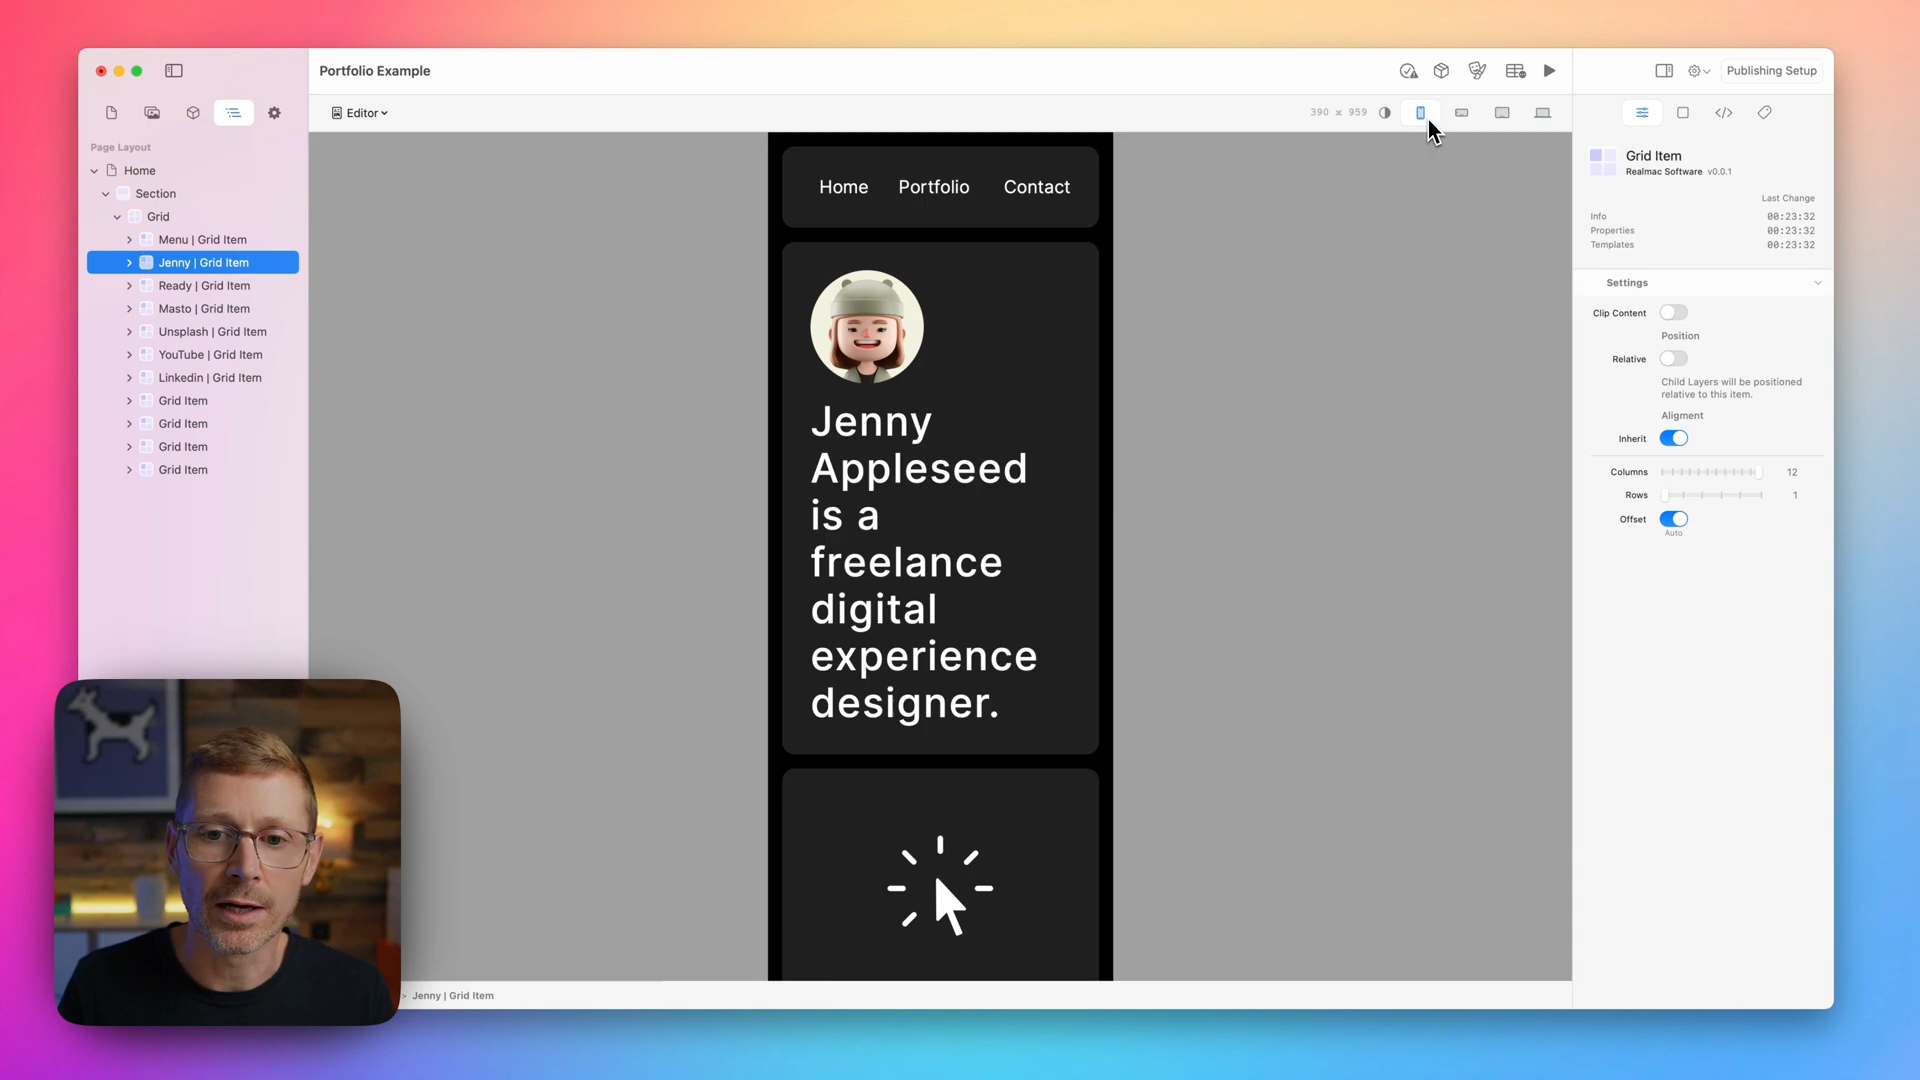 Portfolio Example
Publishing Setup
Editor
390 x 959
Page Layout
Home
Section
Grid
Menu | Grid Item
Jenny | Grid Item
Ready | Grid Item
Masto | Grid Item
Unsplash | Grid Item
YouTube | Grid Item
Linkedin | Grid Item
Grid Item
Grid Item
Grid Item
Grid Item
Home Portfolio Contact
Jenny
Appleseed
is a
freelance
digital
experience
designer.
> Jenny | Grid Item
Grid Item
Realmac Software v0.0.1
Last Change
Info 00:23:32
Properties 00:23:32
Templates 00:23:32
Settings
Clip Content
Position
Relative
Child Layers will be positioned
relative to this item.
Aligment
Inherit
Columns 12
Rows 1
Offset
Auto